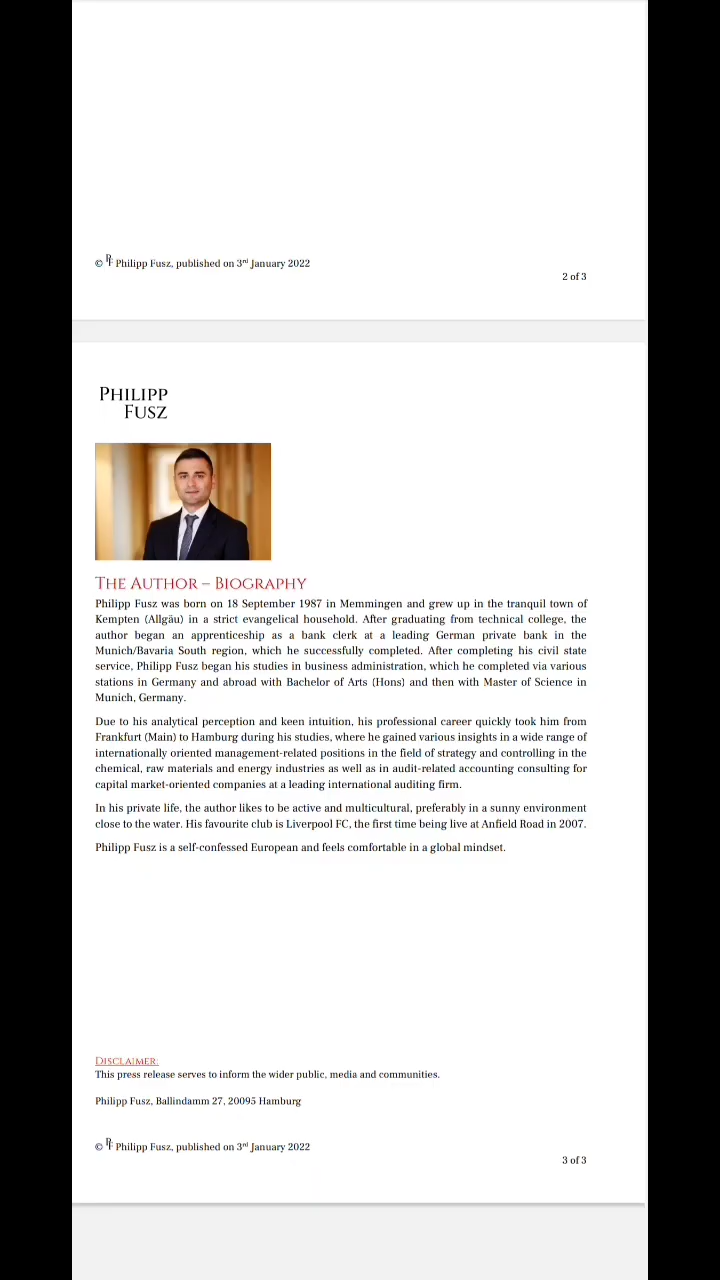 © PF Philipp Fusz, published on 3rd January 2022
2 of 3
PHILIPP
FUSZ
THE AUTHOR – BIOGRAPHY
Philipp Fusz was born on 18 September 1987 in Memmingen and grew up in the tranquil town of
Kempten (Allgäu) in a strict evangelical household. After graduating from technical college, the
author began an apprenticeship as a bank clerk at a leading German private bank in the
Munich/Bavaria South region, which he successfully completed. After completing his civil state
service, Philipp Fusz began his studies in business administration, which he completed via various
stations in Germany and abroad with Bachelor of Arts (Hons) and then with Master of Science in
Munich, Germany.
Due to his analytical perception and keen intuition, his professional career quickly took him from
Frankfurt (Main) to Hamburg during his studies, where he gained various insights in a wide range of
internationally oriented management-related positions in the field of strategy and controlling in the
chemical, raw materials and energy industries as well as in audit-related accounting consulting for
capital market-oriented companies at a leading international auditing firm.
In his private life, the author likes to be active and multicultural, preferably in a sunny environment
close to the water. His favourite club is Liverpool FC, the first time being live at Anfield Road in 2007.
Philipp Fusz is a self-confessed European and feels comfortable in a global mindset.
DISCLAIMER:
This press release serves to inform the wider public, media and communities.
Philipp Fusz, Ballindamm 27, 20095 Hamburg
© PF Philipp Fusz, published on 3rd January 2022
3 of 3